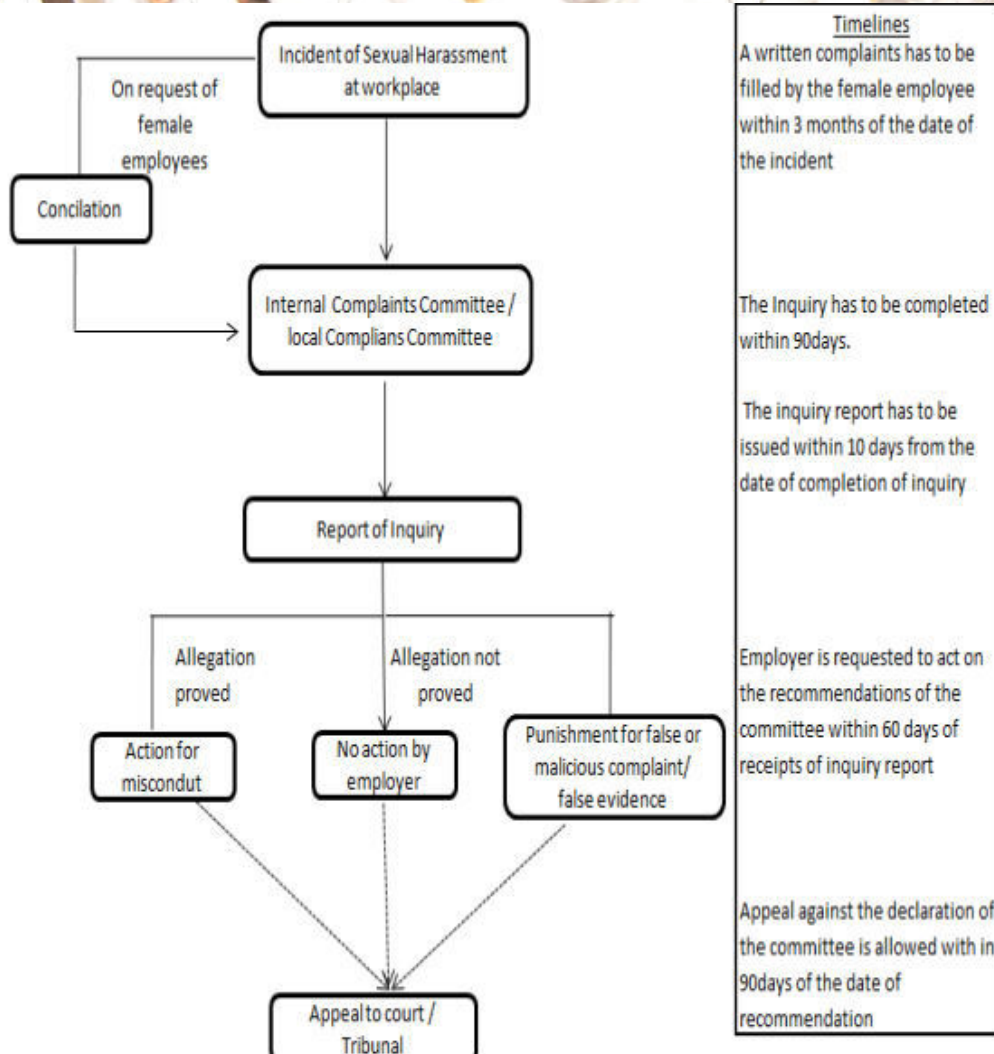 Incident of Sexual Harassment
at workplace
On request of
female
employees
Concilation
Internal Complaints Committee /
local Complians Committee
Report of Inquiry
Allegation
proved
Allegation not
proved
Action for
miscondut
No action by
employer
Punishment for false or
malicious complaint/
false evidence
Appeal to court /
Tribunal
Timelines
A written complaints has to be
filled by the female employee
within 3 months of the date of
the incident
The Inquiry has to be completed
within 90days.
The inquiry report has to be
issued within 10 days from the
date of completion of inquiry
Employer is requested to act on
the recommendations of the
committee within 60 days of
receipts of inquiry report
Appeal against the declaration of
the committee is allowed with in
90days of the date of
recommendation